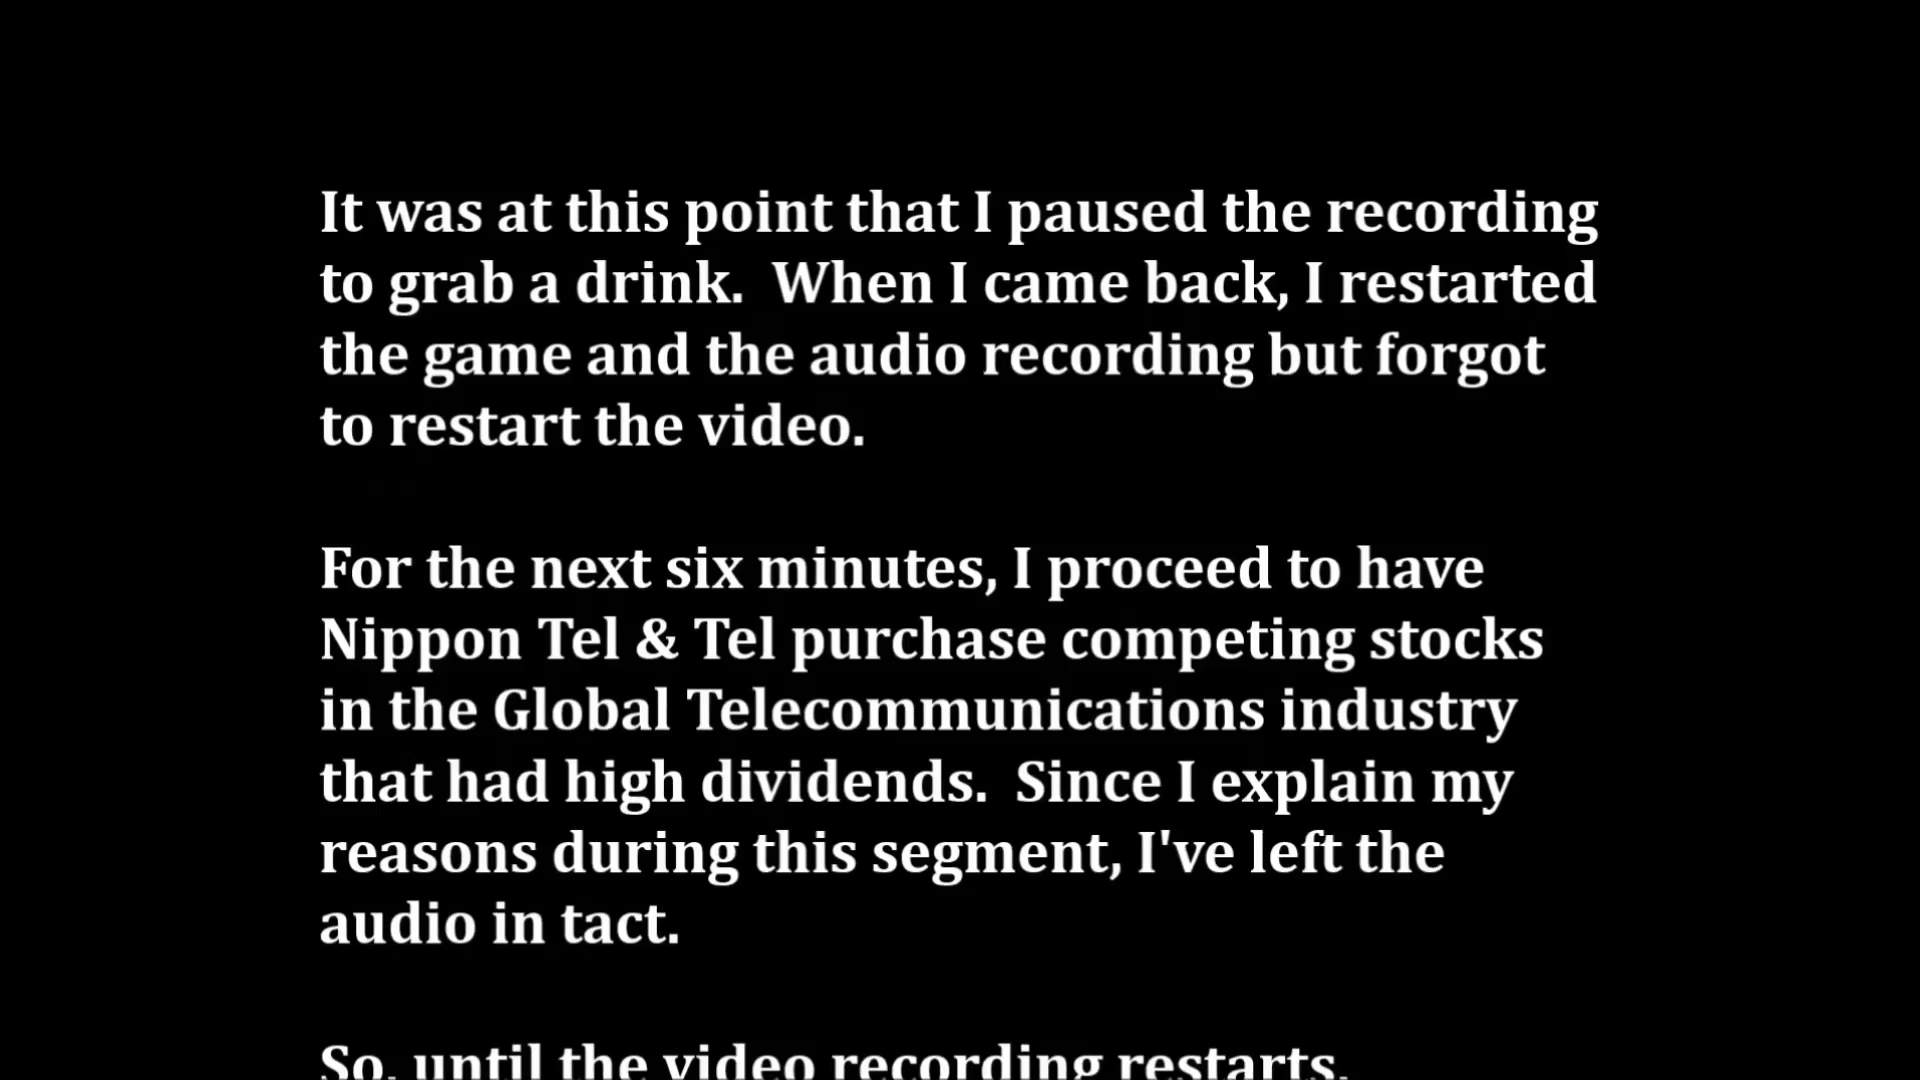 It was at this point that I paused the recording
to grab a drink.  When I came back, I restarted
the game and the audio recording but forgot
to restart the video.
For the next six minutes, I proceed to have
Nippon Tel & Tel purchase competing stocks
in the Global Telecommunications industry
that had high dividends.  Since I explain my
reasons during this segment, I've left the
audio in tact.
So, until the video recording restarts,